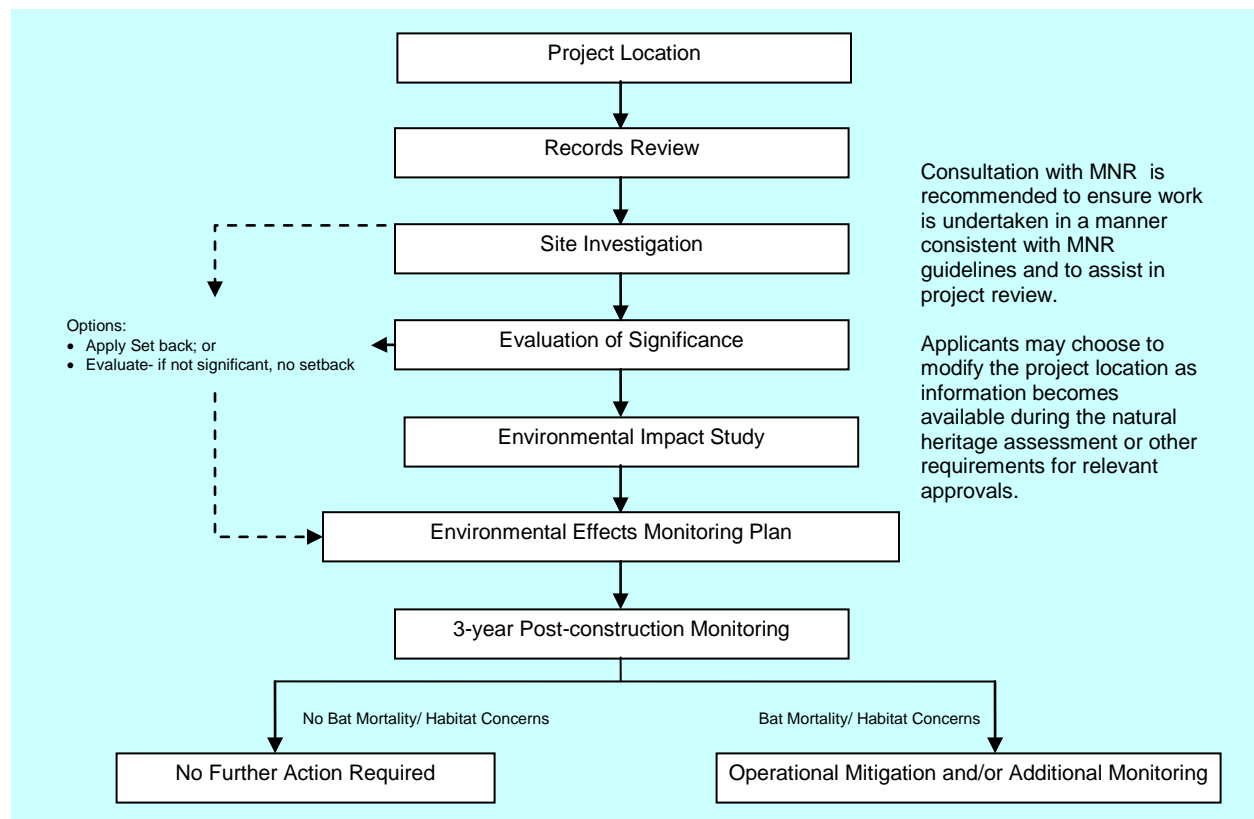 Project Location
Records Review
Site Investigation
Evaluation of Significance
Options:
• Apply Set back; or
• Evaluate- if not significant, no setback
Environmental Impact Study
Environmental Effects Monitoring Plan
3-year Post-construction Monitoring
No Bat Mortality/ Habitat Concerns
Bat Mortality/ Habitat Concerns
No Further Action Required
Operational Mitigation and/or Additional Monitoring
Consultation with MNR is
recommended to ensure work
is undertaken in a manner
consistent with MNR
guidelines and to assist in
project review.
Applicants may choose to
modify the project location as
information becomes
available during the natural
heritage assessment or other
requirements for relevant
approvals.